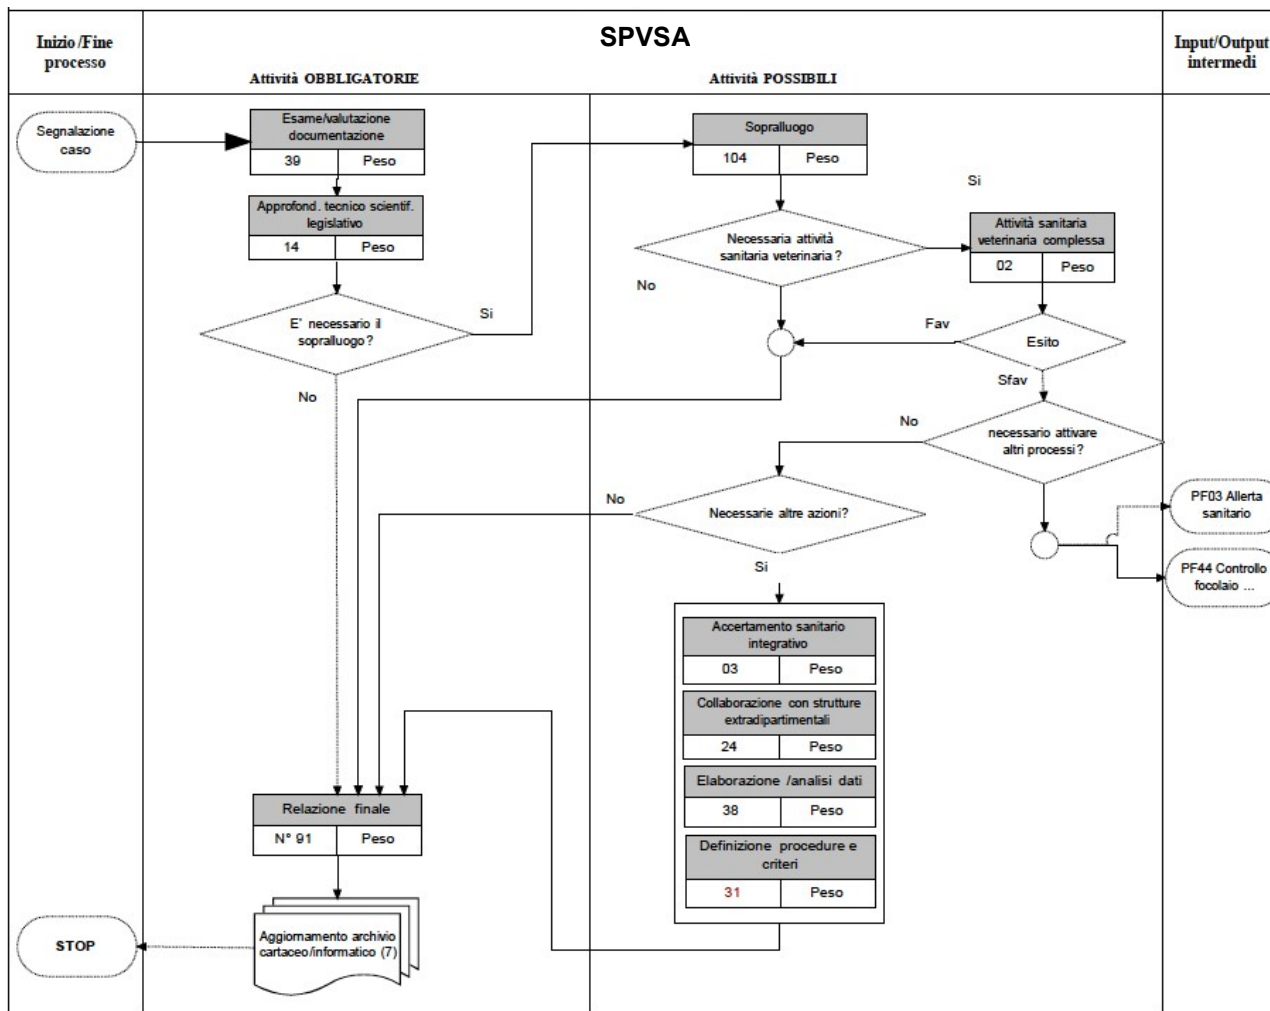 SPVSA
Inizio /Fine
processo
Input/Output
intermedi
Attività OBBLIGATORIE
Attività POSSIBILI
Segnalazione
caso
Esame/valutazione
documentazione
39 Peso
Approfond. tecnico scientif.
legislativo
14 Peso
E' necessario il
sopralluogo?
Si
No
Sopralluogo
104 Peso
Si
Necessaria attività
sanitaria veterinaria?
No
Attività sanitaria
veterinaria complessa
02 Peso
Fav
Esito
Sfav
No
necessario attivare
altri processi?
No
Necessarie altre azioni?
Si
PF03 Allerta
sanitario
PF44 Controllo
focolaio ...
Accertamento sanitario
integrativo
03 Peso
Collaborazione con strutture
extradipartimentali
24 Peso
Elaborazione /analisi dati
38 Peso
Definizione procedure e
criteri
31 Peso
Relazione finale
N° 91 Peso
Aggiornamento archivio
cartaceo/informatico (7)
STOP